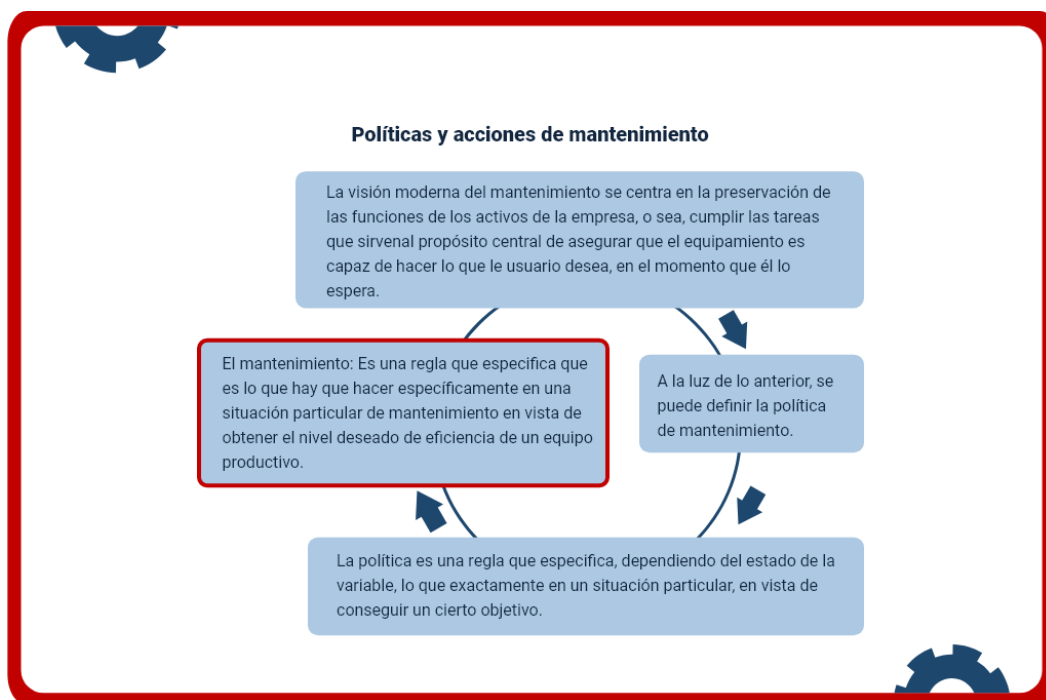 Políticas y acciones de mantenimiento
La visión moderna del mantenimiento se centra en la preservación de
las funciones de los activos de la empresa, o sea, cumplir las tareas
que sirvenal propósito central de asegurar que el equipamiento es
capaz de hacer lo que le usuario desea, en el momento que él lo
espera.
A la luz de lo anterior, se
puede definir la política
de mantenimiento.
La política es una regla que especifica, dependiendo del estado de la
variable, lo que exactamente en un situación particular, en vista de
conseguir un cierto objetivo.
El mantenimiento: Es una regla que especifica que
es lo que hay que hacer específicamente en una
situación particular de mantenimiento en vista de
obtener el nivel deseado de eficiencia de un equipo
productivo.